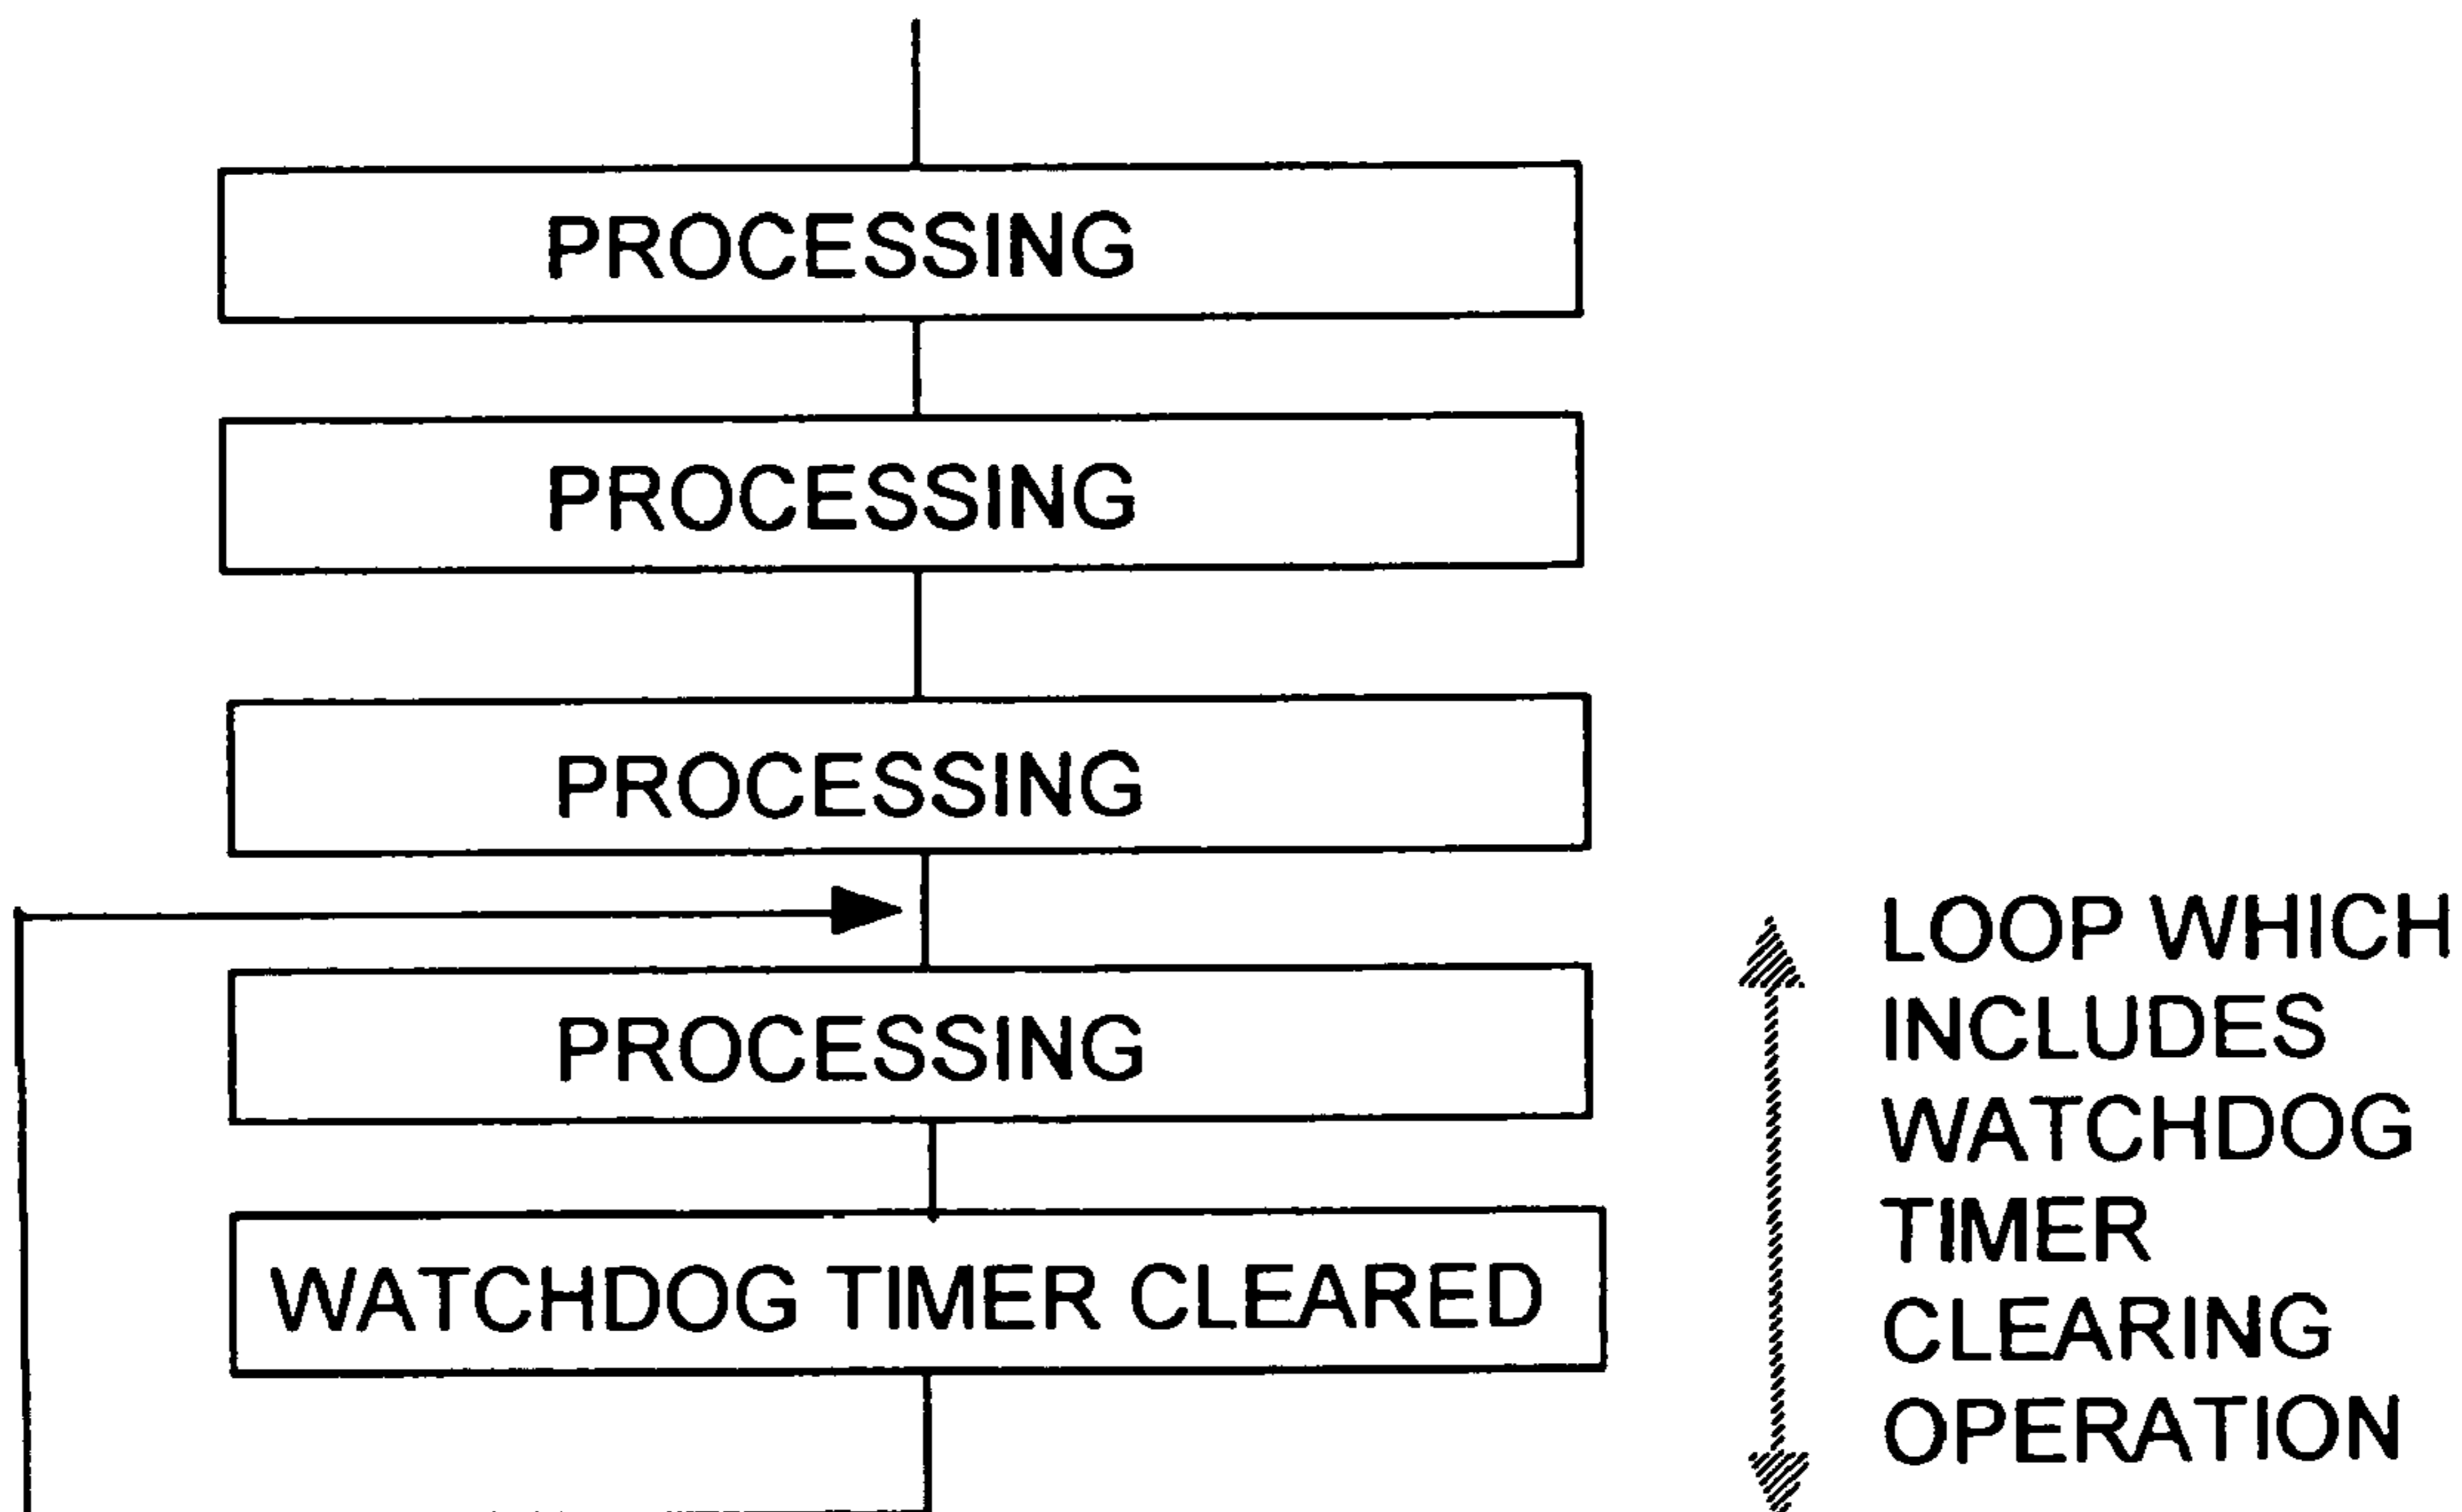 PROCESSING
PROCESSING
PROCESSING
PROCESSING
WATCHDOG TIMER CLEARED
LOOP WHICH
INCLUDES
WATCHDOG
TIMER
CLEARING
OPERATION